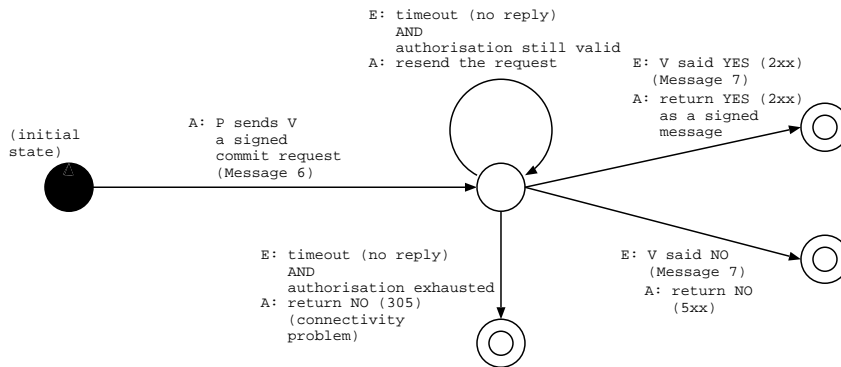 E: timeout (no reply)
AND
authorisation still valid
A: resend the request
E: V said YES (2xx)
(Message 7)
A: return YES (2xx)
as a signed
message
(initial
state)
A: P sends V
a signed
commit request
(Message 6)
E: timeout (no reply)
AND
authorisation exhausted
A: return NO (305)
(connectivity
problem)
E: V said NO
(Message 7)
A: return NO
(5xx)